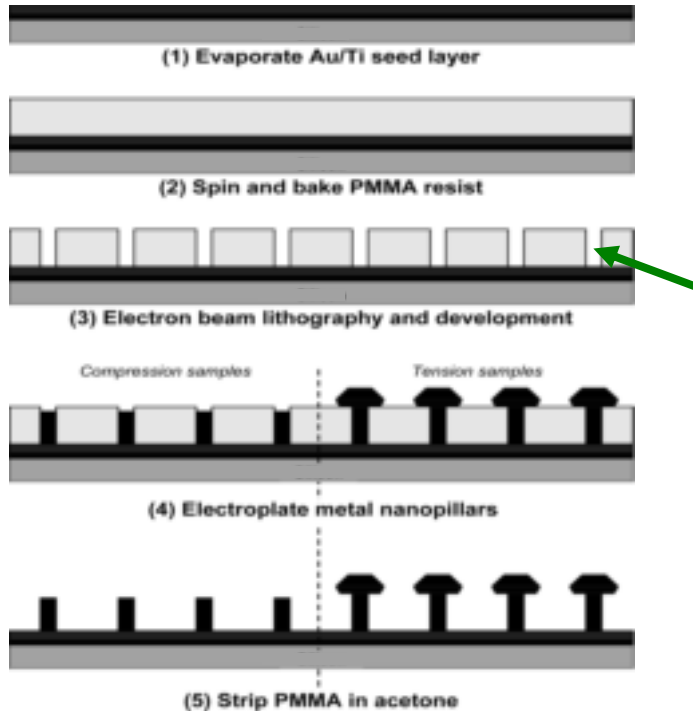 (1) Evaporate Au/Ti seed layer
(2) Spin and bake PMMA resist
(3) Electron beam lithography and development
Compression samples Tension samples
(4) Electroplate metal nanopillars
(5) Strip PMMA in acetone